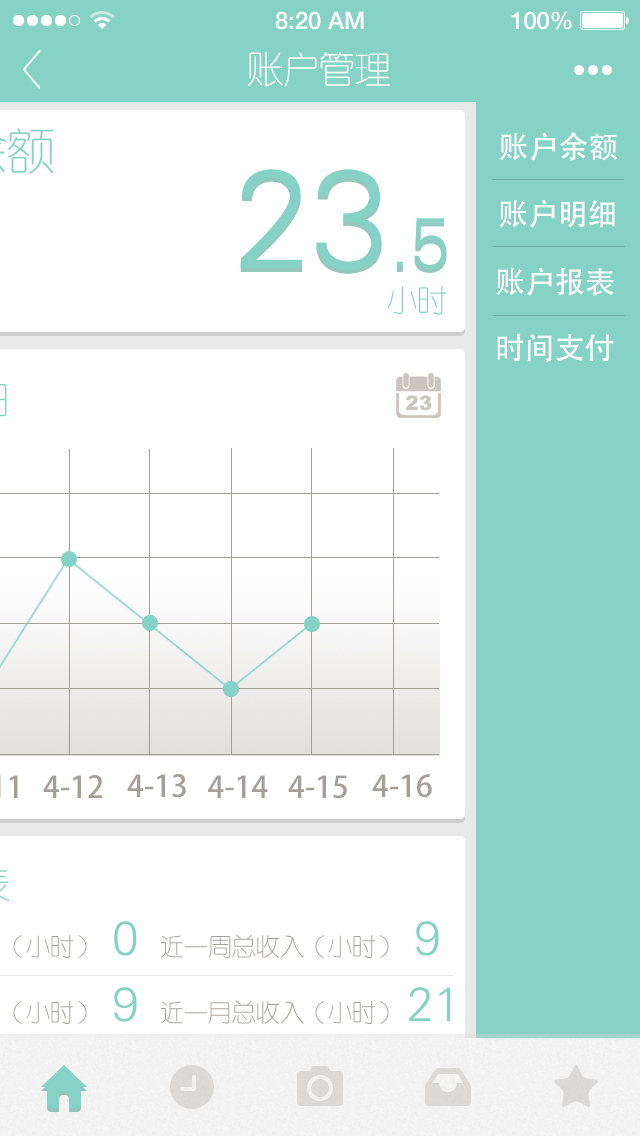 8:20 AM 100%
账户管理
余额
23.5
小时
账户余额
账户明细
账户报表
时间支付
23
11 4-12 4-13 4-14 4-15 4-16
表
（小时） 0 近一周总收入（小时） 9
（小时） 9 近一月总收入（小时） 21